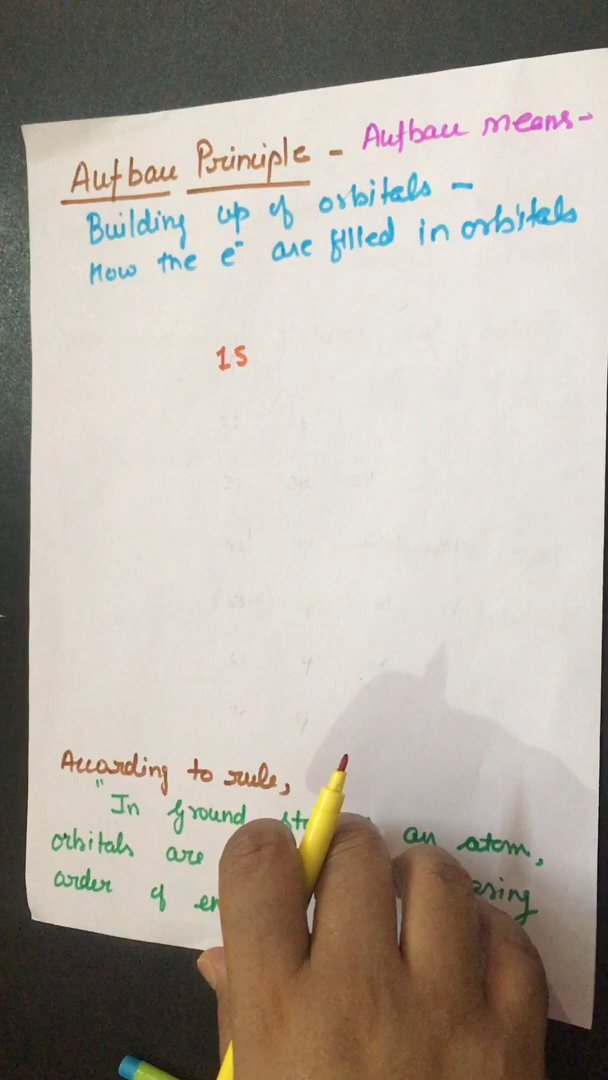 Aufbau Principle - Aufbau means-
Building up of orbitals -
How the e⁻ are filled in orbitals
1S
According to rule,
"In ground an atom,
orbitals are
order of